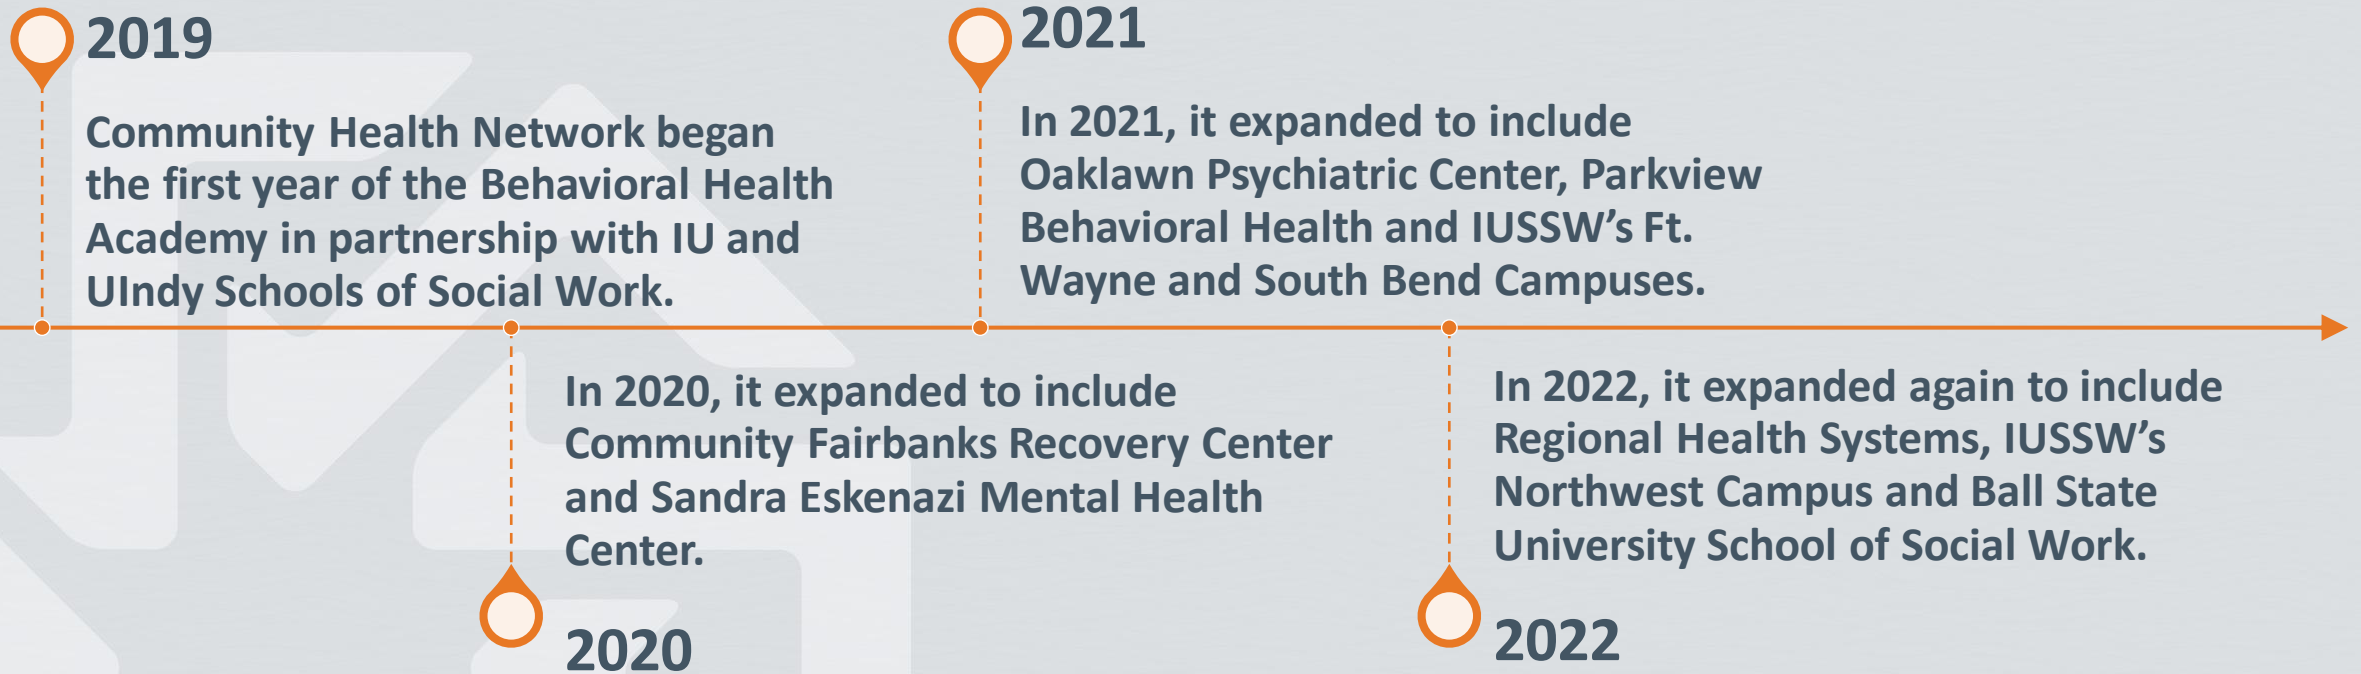 2019
Community Health Network began
the first year of the Behavioral Health
Academy in partnership with IU and
UIndy Schools of Social Work.
In 2020, it expanded to include
Community Fairbanks Recovery Center
and Sandra Eskenazi Mental Health
Center.
2020
2021
In 2021, it expanded to include
Oaklawn Psychiatric Center, Parkview
Behavioral Health and IUSSW’s Ft.
Wayne and South Bend Campuses.
In 2022, it expanded again to include
Regional Health Systems, IUSSW’s
Northwest Campus and Ball State
University School of Social Work.
2022